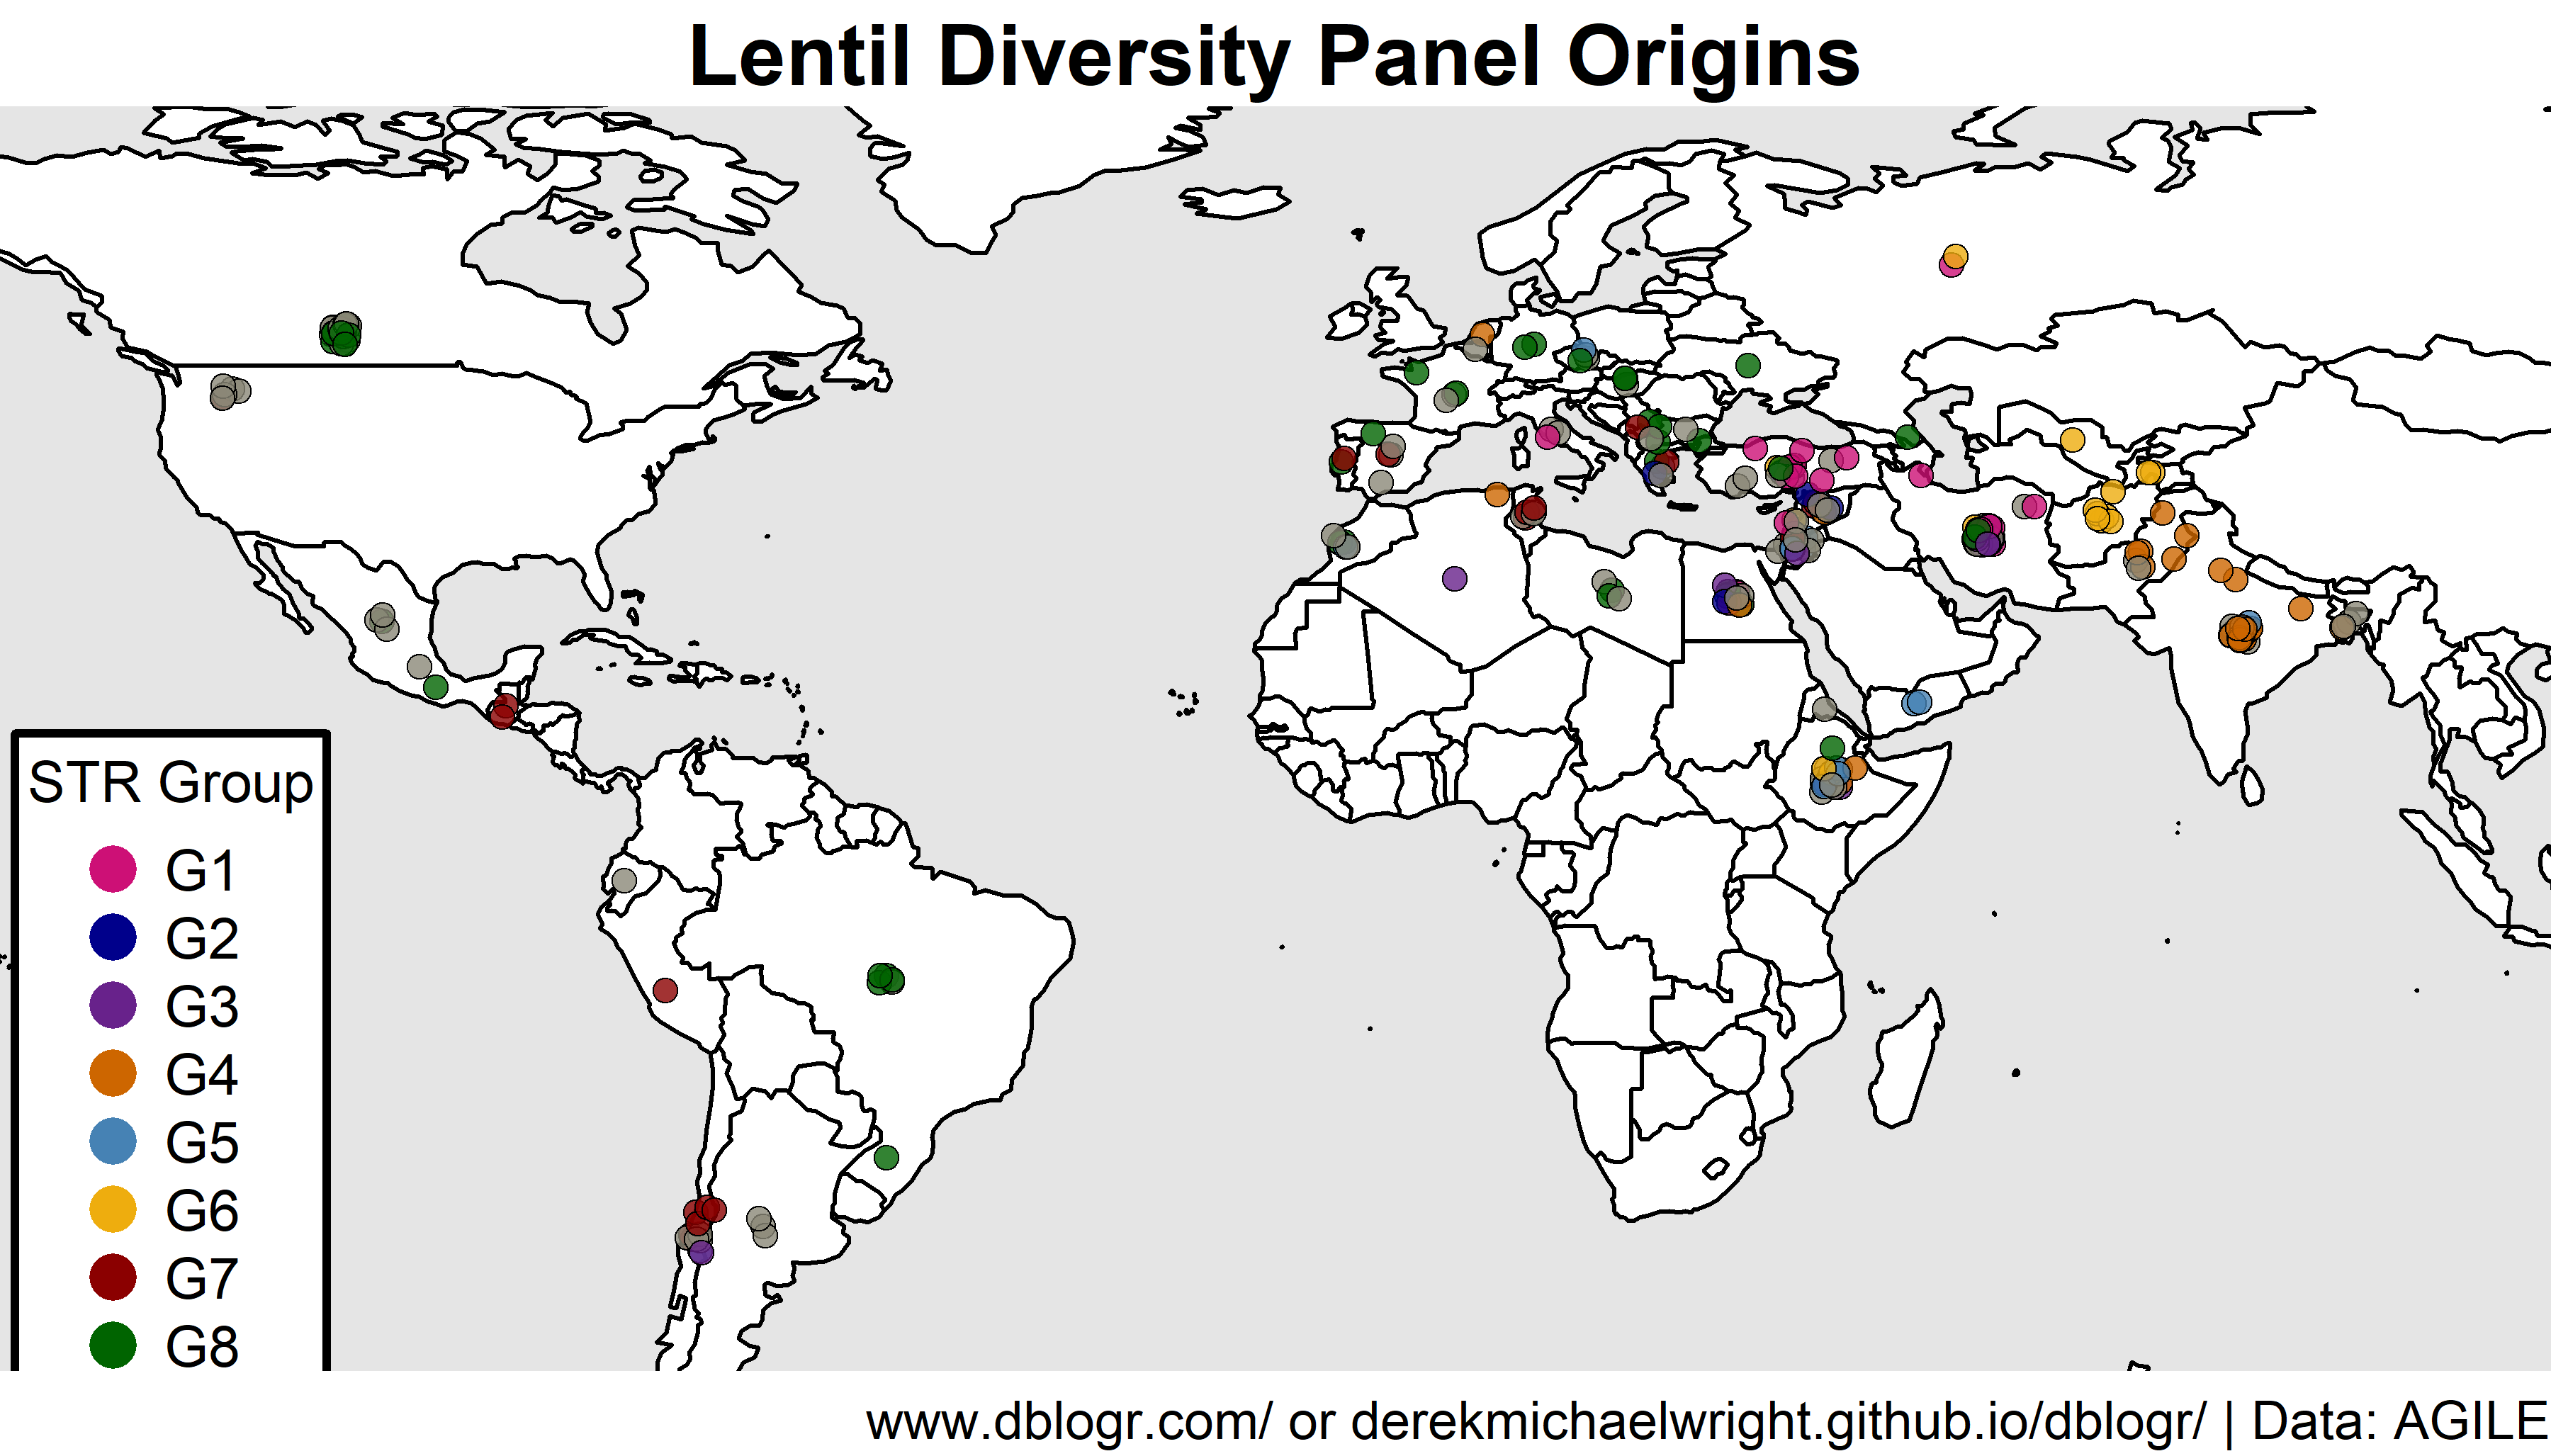 Lentil Diversity Panel Origins
STR Group
G1
G2
G3
G4
G5
G6
G7
G8
www.dblogr.com/ or derekmichaelwright.github.io/dblogr/ | Data: AGILE